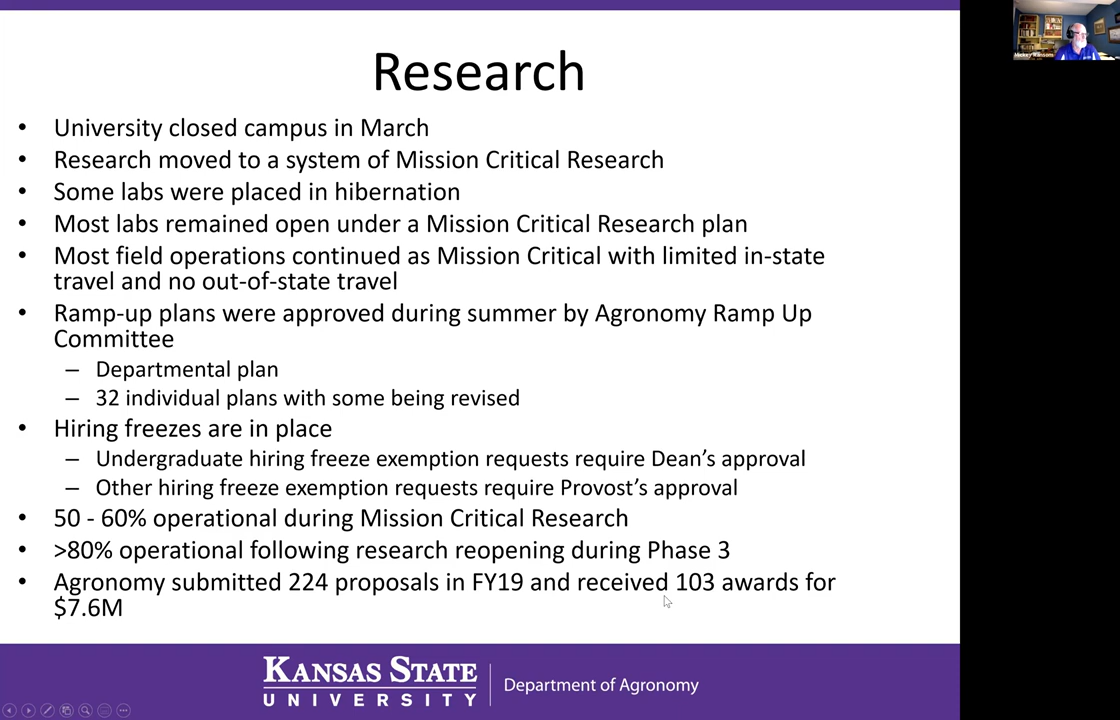 Research
• University closed campus in March
• Research moved to a system of Mission Critical Research
• Some labs were placed in hibernation
• Most labs remained open under a Mission Critical Research plan
• Most field operations continued as Mission Critical with limited in-state
travel and no out-of-state travel
• Ramp-up plans were approved during summer by Agronomy Ramp Up
Committee
– Departmental plan
– 32 individual plans with some being revised
• Hiring freezes are in place
– Undergraduate hiring freeze exemption requests require Dean’s approval
– Other hiring freeze exemption requests require Provost’s approval
• 50 - 60% operational during Mission Critical Research
• >80% operational following research reopening during Phase 3
• Agronomy submitted 224 proposals in FY19 and received 103 awards for
$7.6M
KANSAS STATE
UNIVERSITY
Department of Agronomy
Mickey Ransom